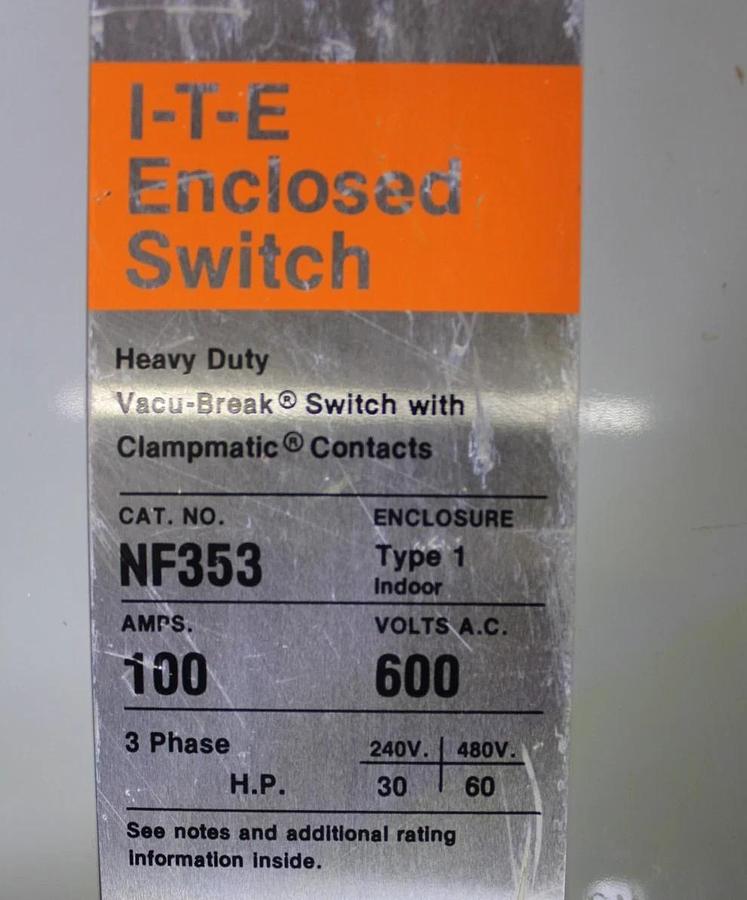 I-T-E
Enclosed
Switch
Heavy Duty
Vacu-Break® Switch with
Clampmatic® Contacts
CAT. NO. ENCLOSURE
NF353 Type 1
Indoor
AMPS. VOLTS A.C.
100 600
3 Phase 240V. 480V.
H.P. 30 60
See notes and additional rating
information inside.